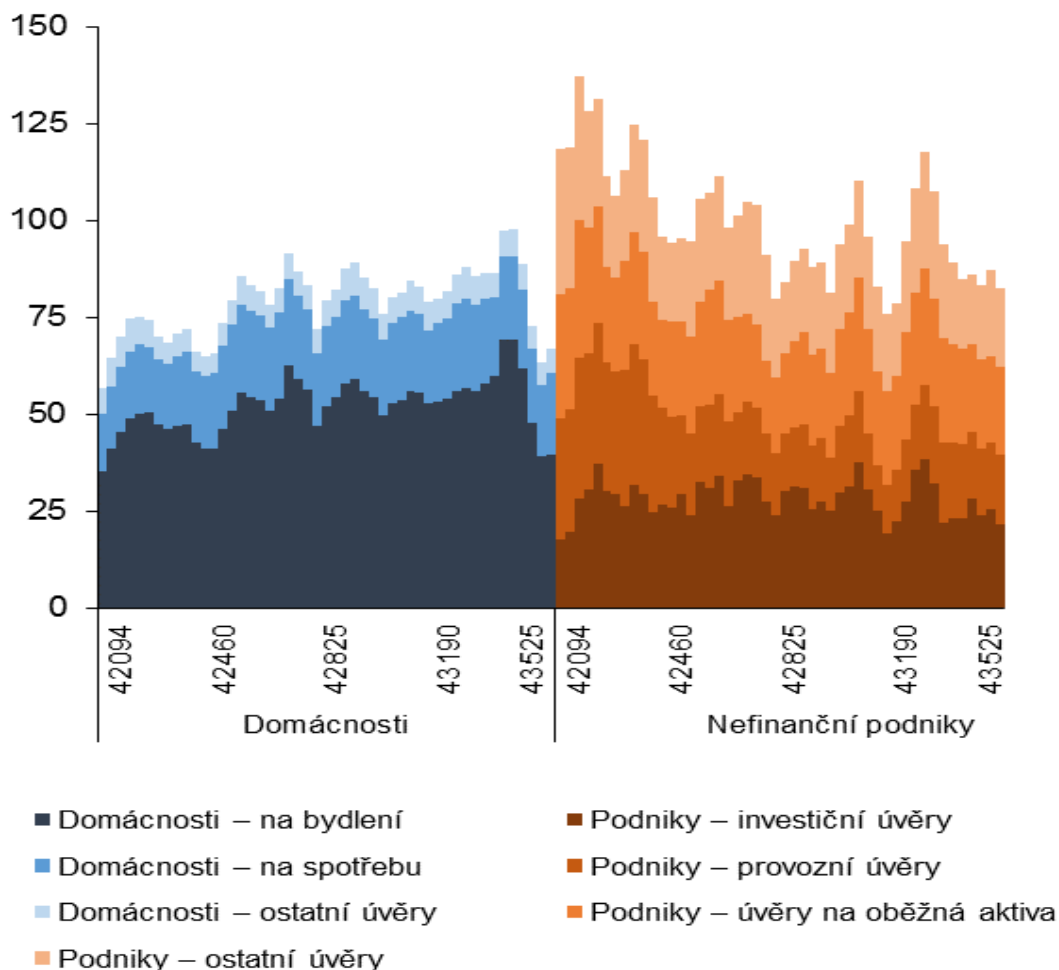 150
125
100
75
50
25
0
42094 42460 42825 43190 43525 42094 42460 42825 43190 43525
Domácnosti Nefinanční podniky
Domácnosti – na bydlení Podniky – investiční úvěry
Domácnosti – na spotřebu Podniky – provozní úvěry
Domácnosti – ostatní úvěry Podniky – úvěry na oběžná aktiva
Podniky – ostatní úvěry